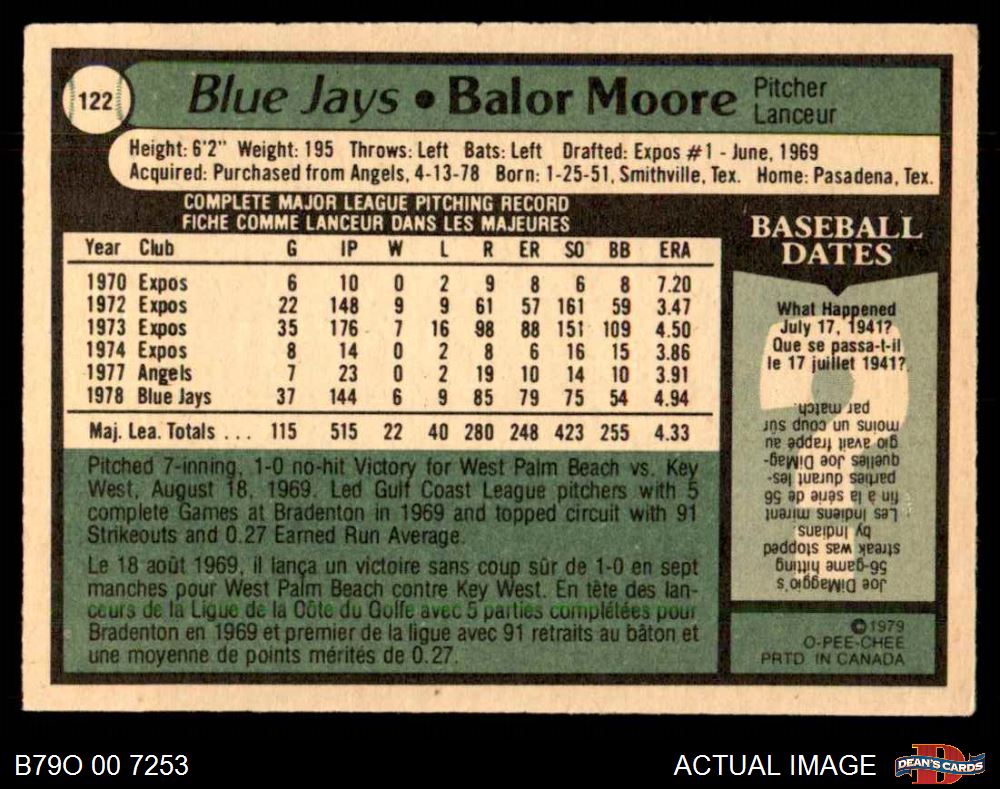 122
Blue Jays • Balor Moore Pitcher
Lanceur
Height: 6'2" Weight: 195 Throws: Left Bats: Left Drafted: Expos #1 - June, 1969
Acquired: Purchased from Angels, 4-13-78 Born: 1-25-51, Smithville, Tex. Home: Pasadena, Tex.
COMPLETE MAJOR LEAGUE PITCHING RECORD
FICHE COMME LANCEUR DANS LES MAJEURES
Year Club G IP W L R ER SO BB ERA
1970 Expos 6 10 0 2 9 8 6 8 7.20
1972 Expos 22 148 9 9 61 57 161 59 3.47
1973 Expos 35 176 7 16 98 88 151 109 4.50
1974 Expos 8 14 0 2 8 6 16 15 3.86
1977 Angels 7 23 0 2 19 10 14 10 3.91
1978 Blue Jays 37 144 6 9 85 79 75 54 4.94
Maj. Lea. Totals ... 115 515 22 40 280 248 423 255 4.33
Pitched 7-inning, 1-0 no-hit Victory for West Palm Beach vs. Key
West, August 18, 1969. Led Gulf Coast League pitchers with 5
complete Games at Bradenton in 1969 and topped circuit with 91
Strikeouts and 0.27 Earned Run Average.
Le 18 août 1969, il lança un victoire sans coup sûr de 1-0 en sept
manches pour West Palm Beach contre Key West. En tête des lan-
ceurs de la Ligue de la Côte du Golfe avec 5 parties complétées pour
Bradenton en 1969 et premier de la ligue avec 91 retraits au bâton et
une moyenne de points mérités de 0.27.
BASEBALL
DATES
What Happened
July 17, 1941?
Que se passa-t-il
le 17 juillet 1941?
Joe DiMaggio's
56-game hitting
streak was stopped
by Indians
Les Indiens mirent
fin à la série de 56
parties durant les-
quelles Joe DiMag-
gio avait frappé au
moins un coup sûr
par match.
©1979
O-PEE-CHEE
PRTD. IN CANADA
B79O 00 7253
ACTUAL IMAGE
D
DEAN'S CARDS